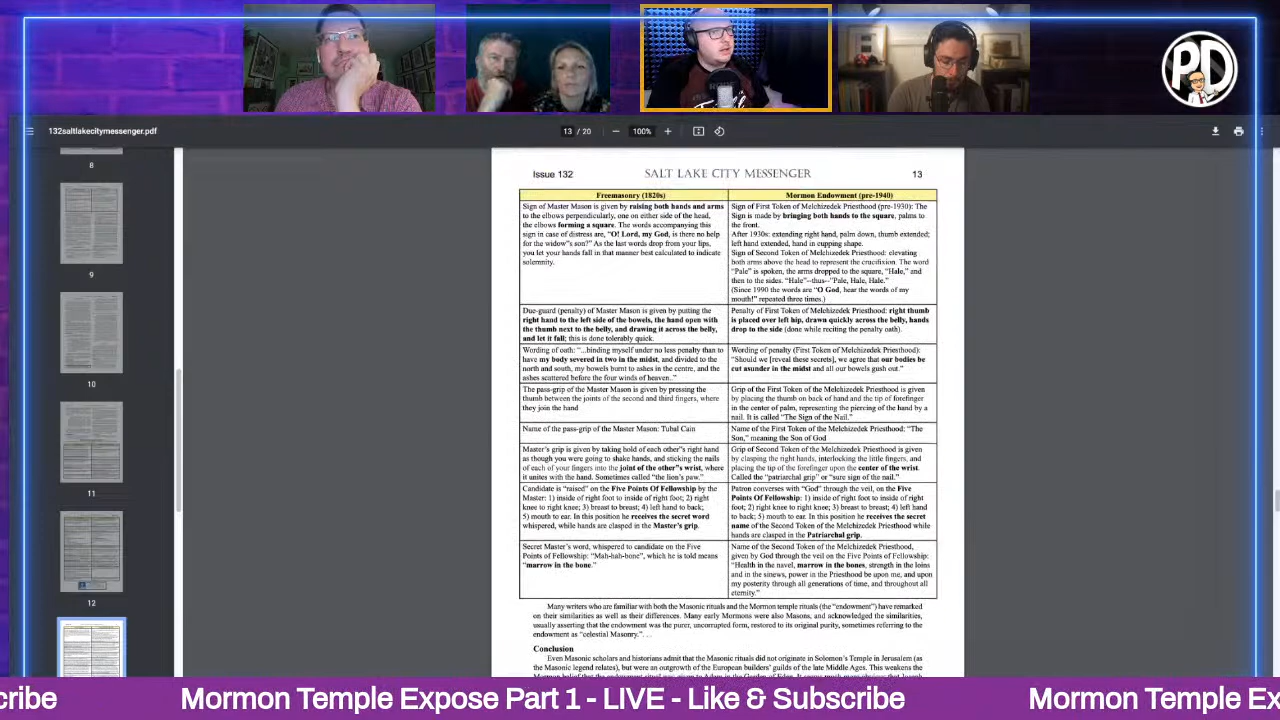 PD
132saltlakecitymessenger.pdf
13 / 20
100%
8
9
10
11
12
Issue 132
SALT LAKE CITY MESSENGER
13
Freemasonry (1820s)
Mormon Endowment (pre-1940)
Sign of Master Mason is given by raising both hands and arms
to the elbows perpendicularly, one on either side of the head,
the elbows forming a square. The words accompanying this
sign in case of distress are, "O! Lord, my God, is there no help
for the widow"s son?" As the last words drop from your lips,
you let your hands fall in that manner best calculated to indicate
solemnity.
Sign of First Token of Melchizedek Priesthood (pre-1930): The
Sign is made by bringing both hands to the square, palms to
the front.
After 1930s: extending right hand, palm down, thumb extended;
left hand extended, hand in cupping shape.
Sign of Second Token of Melchizedek Priesthood: elevating
both arms above the head to represent the crucifixion. The word
"Pale" is spoken, the arms dropped to the square, "Hale," and
then to the sides. "Hale"--thus--"Pale, Hale, Hale."
(Since 1990 the words are "O God, hear the words of my
mouth!" repeated three times.)
Due-guard (penalty) of Master Mason is given by putting the
right hand to the left side of the bowels, the hand open with
the thumb next to the belly, and drawing it across the belly,
and let it fall; this is done tolerably quick.
Penalty of First Token of Melchizedek Priesthood: right thumb
is placed over left hip, drawn quickly across the belly, hands
drop to the side (done while reciting the penalty oath).
Wording of oath: "...binding myself under no less penalty than to
have my body severed in two in the midst, and divided to the
north and south, my bowels burnt to ashes in the centre, and the
ashes scattered before the four winds of heaven.."
Wording of penalty (First Token of Melchizedek Priesthood):
"Should we [reveal these secrets], we agree that our bodies be
cut asunder in the midst and all our bowels gush out."
The pass-grip of the Master Mason is given by pressing the
thumb between the joints of the second and third fingers, where
they join the hand
Grip of the First Token of the Melchizedek Priesthood is given
by placing the thumb on back of hand and the tip of forefinger
in the center of palm, representing the piercing of the hand by a
nail. It is called "The Sign of the Nail."
Name of the pass-grip of the Master Mason: Tubal Cain
Name of the First Token of the Melchizedek Priesthood: "The
Son," meaning the Son of God
Master's grip is given by taking hold of each other"s right hand
as though you were going to shake hands, and sticking the nails
of each of your fingers into the joint of the other"s wrist, where
it unites with the hand. Sometimes called "the lion's paw."
Grip of Second Token of the Melchizedek Priesthood is given
by clasping the right hands, interlocking the little fingers, and
placing the tip of the forefinger upon the center of the wrist.
Called the "patriarchal grip" or "sure sign of the nail."
Candidate is "raised" on the Five Points Of Fellowship by the
Master: 1) inside of right foot to inside of right foot; 2) right
knee to right knee; 3) breast to breast; 4) left hand to back;
5) mouth to ear. In this position he receives the secret word
whispered, while hands are clasped in the Master's grip.
Patron converses with "God" through the veil, on the Five
Points Of Fellowship: 1) inside of right foot to inside of right
foot; 2) right knee to right knee; 3) breast to breast; 4) left hand
to back; 5) mouth to ear. In this position he receives the secret
name of the Second Token of the Melchizedek Priesthood while
hands are clasped in the Patriarchal grip.
Secret Master's word, whispered to candidate on the Five
Points of Fellowship: "Mah-hah-bone", which he is told means
"marrow in the bone."
Name of the Second Token of the Melchizedek Priesthood,
given by God through the veil on the Five Points Of Fellowship:
"Health in the navel, marrow in the bones, strength in the loins
and in the sinews, power in the Priesthood be upon me, and upon
my posterity through all generations of time, and throughout all
eternity."
Many writers who are familiar with both the Masonic rituals and the Mormon temple rituals (the "endowment") have remarked
on their similarities as well as their differences. Many early Mormons were also Masons, and acknowledged the similarities,
usually asserting that the endowment was the purer, uncorrupted form, restored to its original purity, sometimes referring to the
endowment as "celestial Masonry.". . .
Conclusion
Even Masonic scholars and historians admit that the Masonic rituals did not originate in Solomon's Temple in Jerusalem (as
the Masonic legend relates), but were an outgrowth of the European builders' guilds of the late Middle Ages. This weakens the
cribe Mormon Temple Expose Part 1 - LIVE - Like & Subscribe Mormon Temple Ex